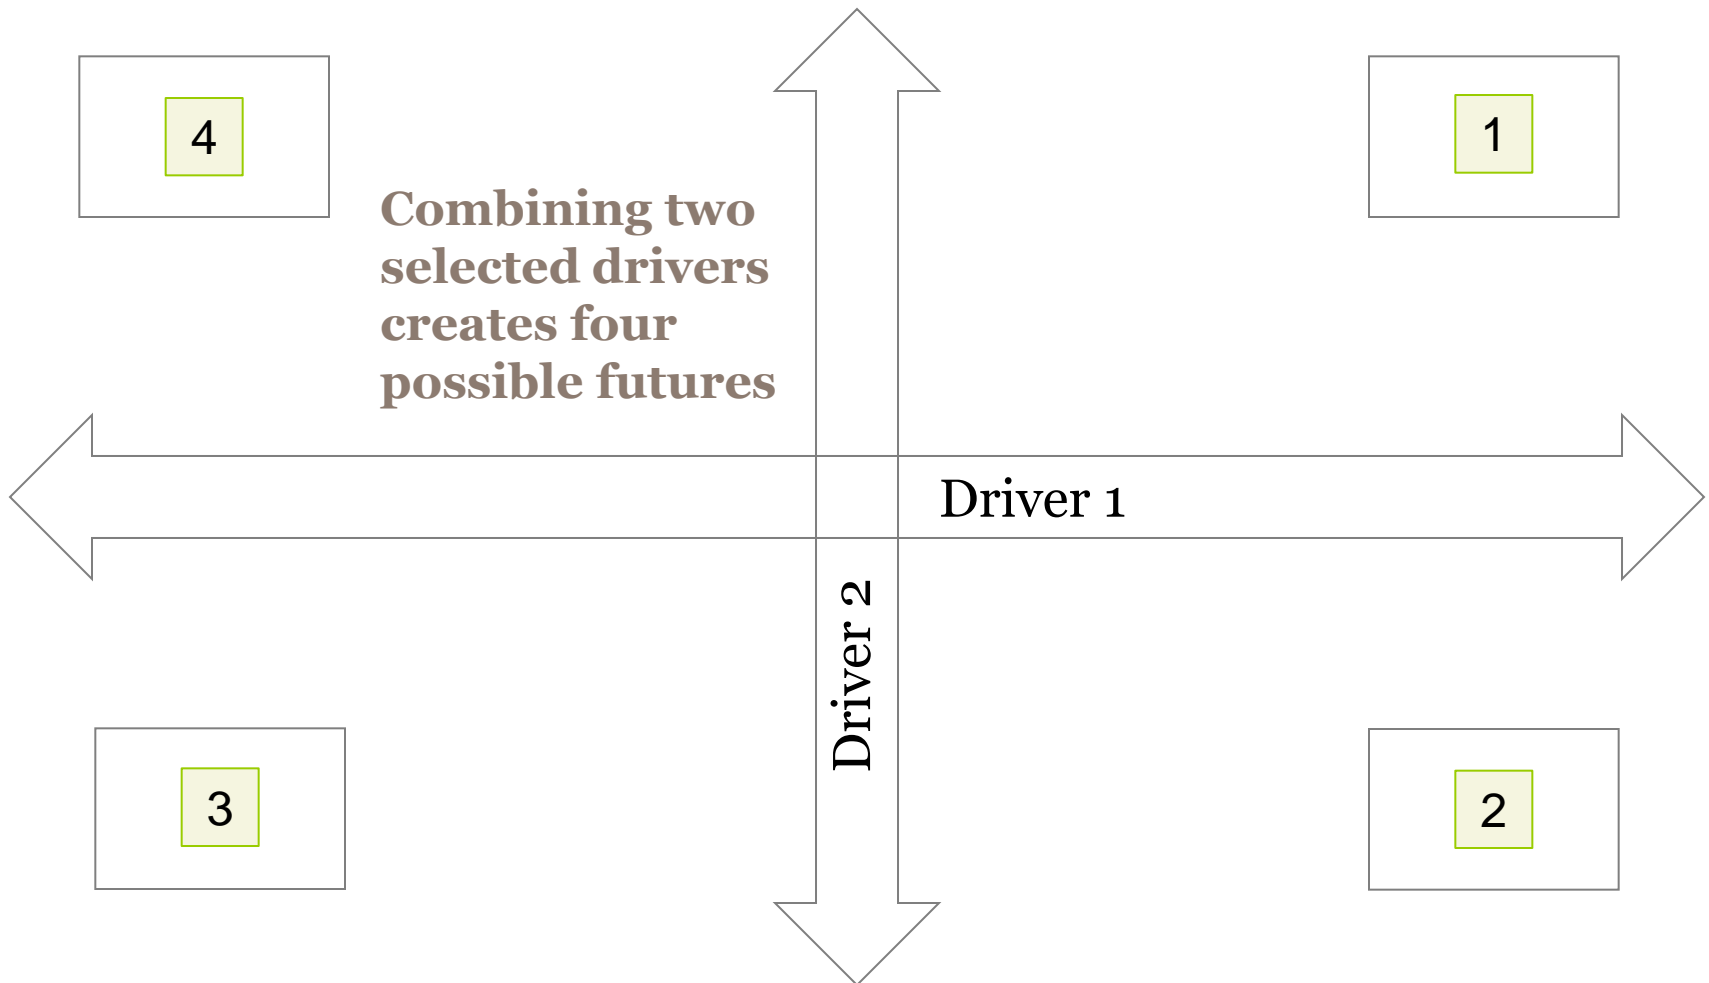 4
1
Combining two
selected drivers
creates four
possible futures
Driver 1
Driver 2
3
2